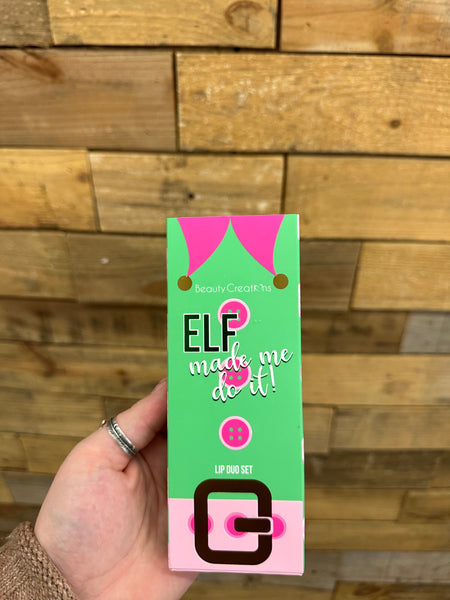 Beauty Creations
ELF
made me
do it!
LIP DUO SET